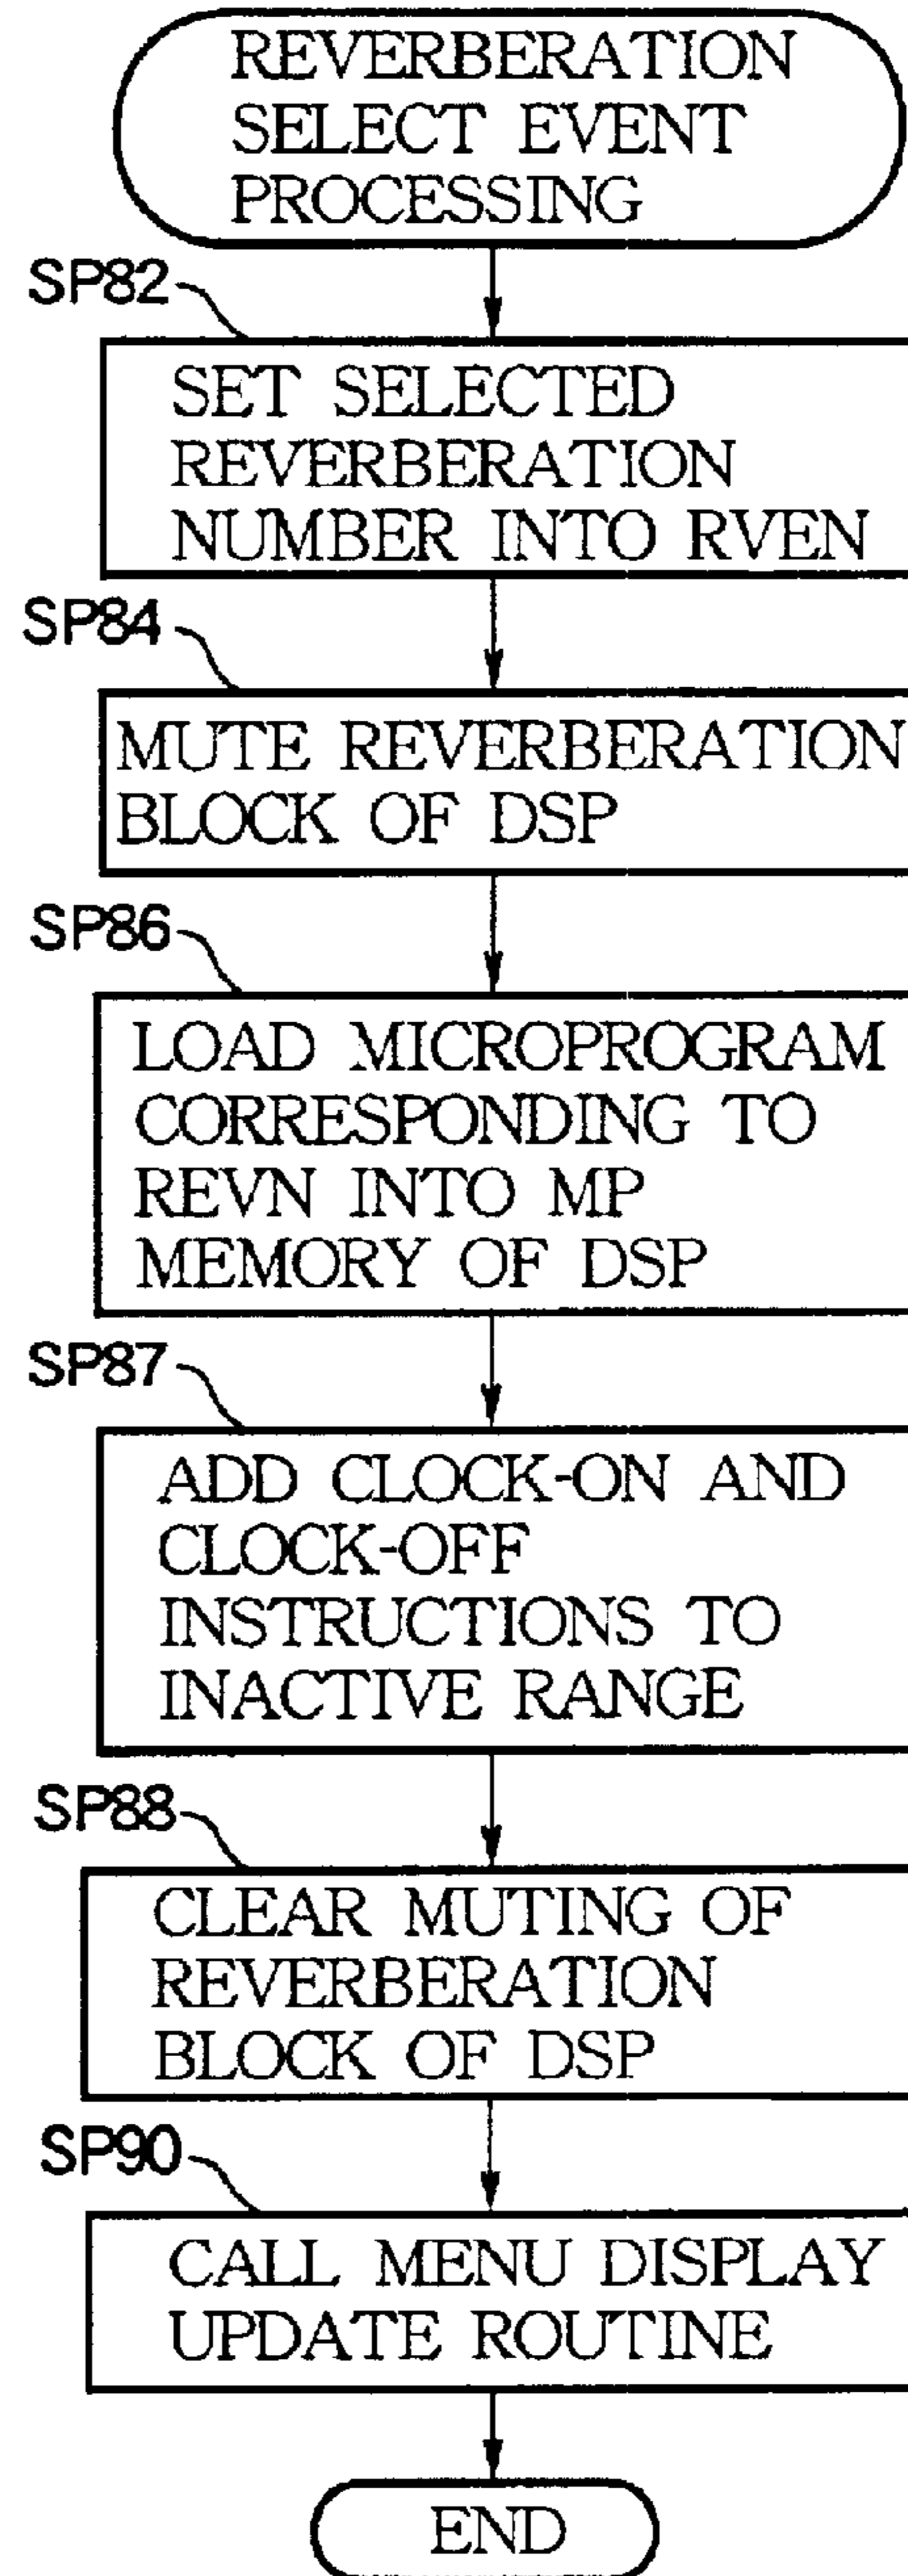 REVERBERATION
SELECT EVENT
PROCESSING
SP82
SET SELECTED
REVERBERATION
NUMBER INTO RVEN
SP84
MUTE REVERBERATION
BLOCK OF DSP
SP86
LOAD MICROPROGRAM
CORRESPONDING TO
REVN INTO MP
MEMORY OF DSP
SP87
ADD CLOCK-ON AND
CLOCK-OFF
INSTRUCTIONS TO
INACTIVE RANGE
SP88
CLEAR MUTING OF
REVERBERATION
BLOCK OF DSP
SP90
CALL MENU DISPLAY
UPDATE ROUTINE
END